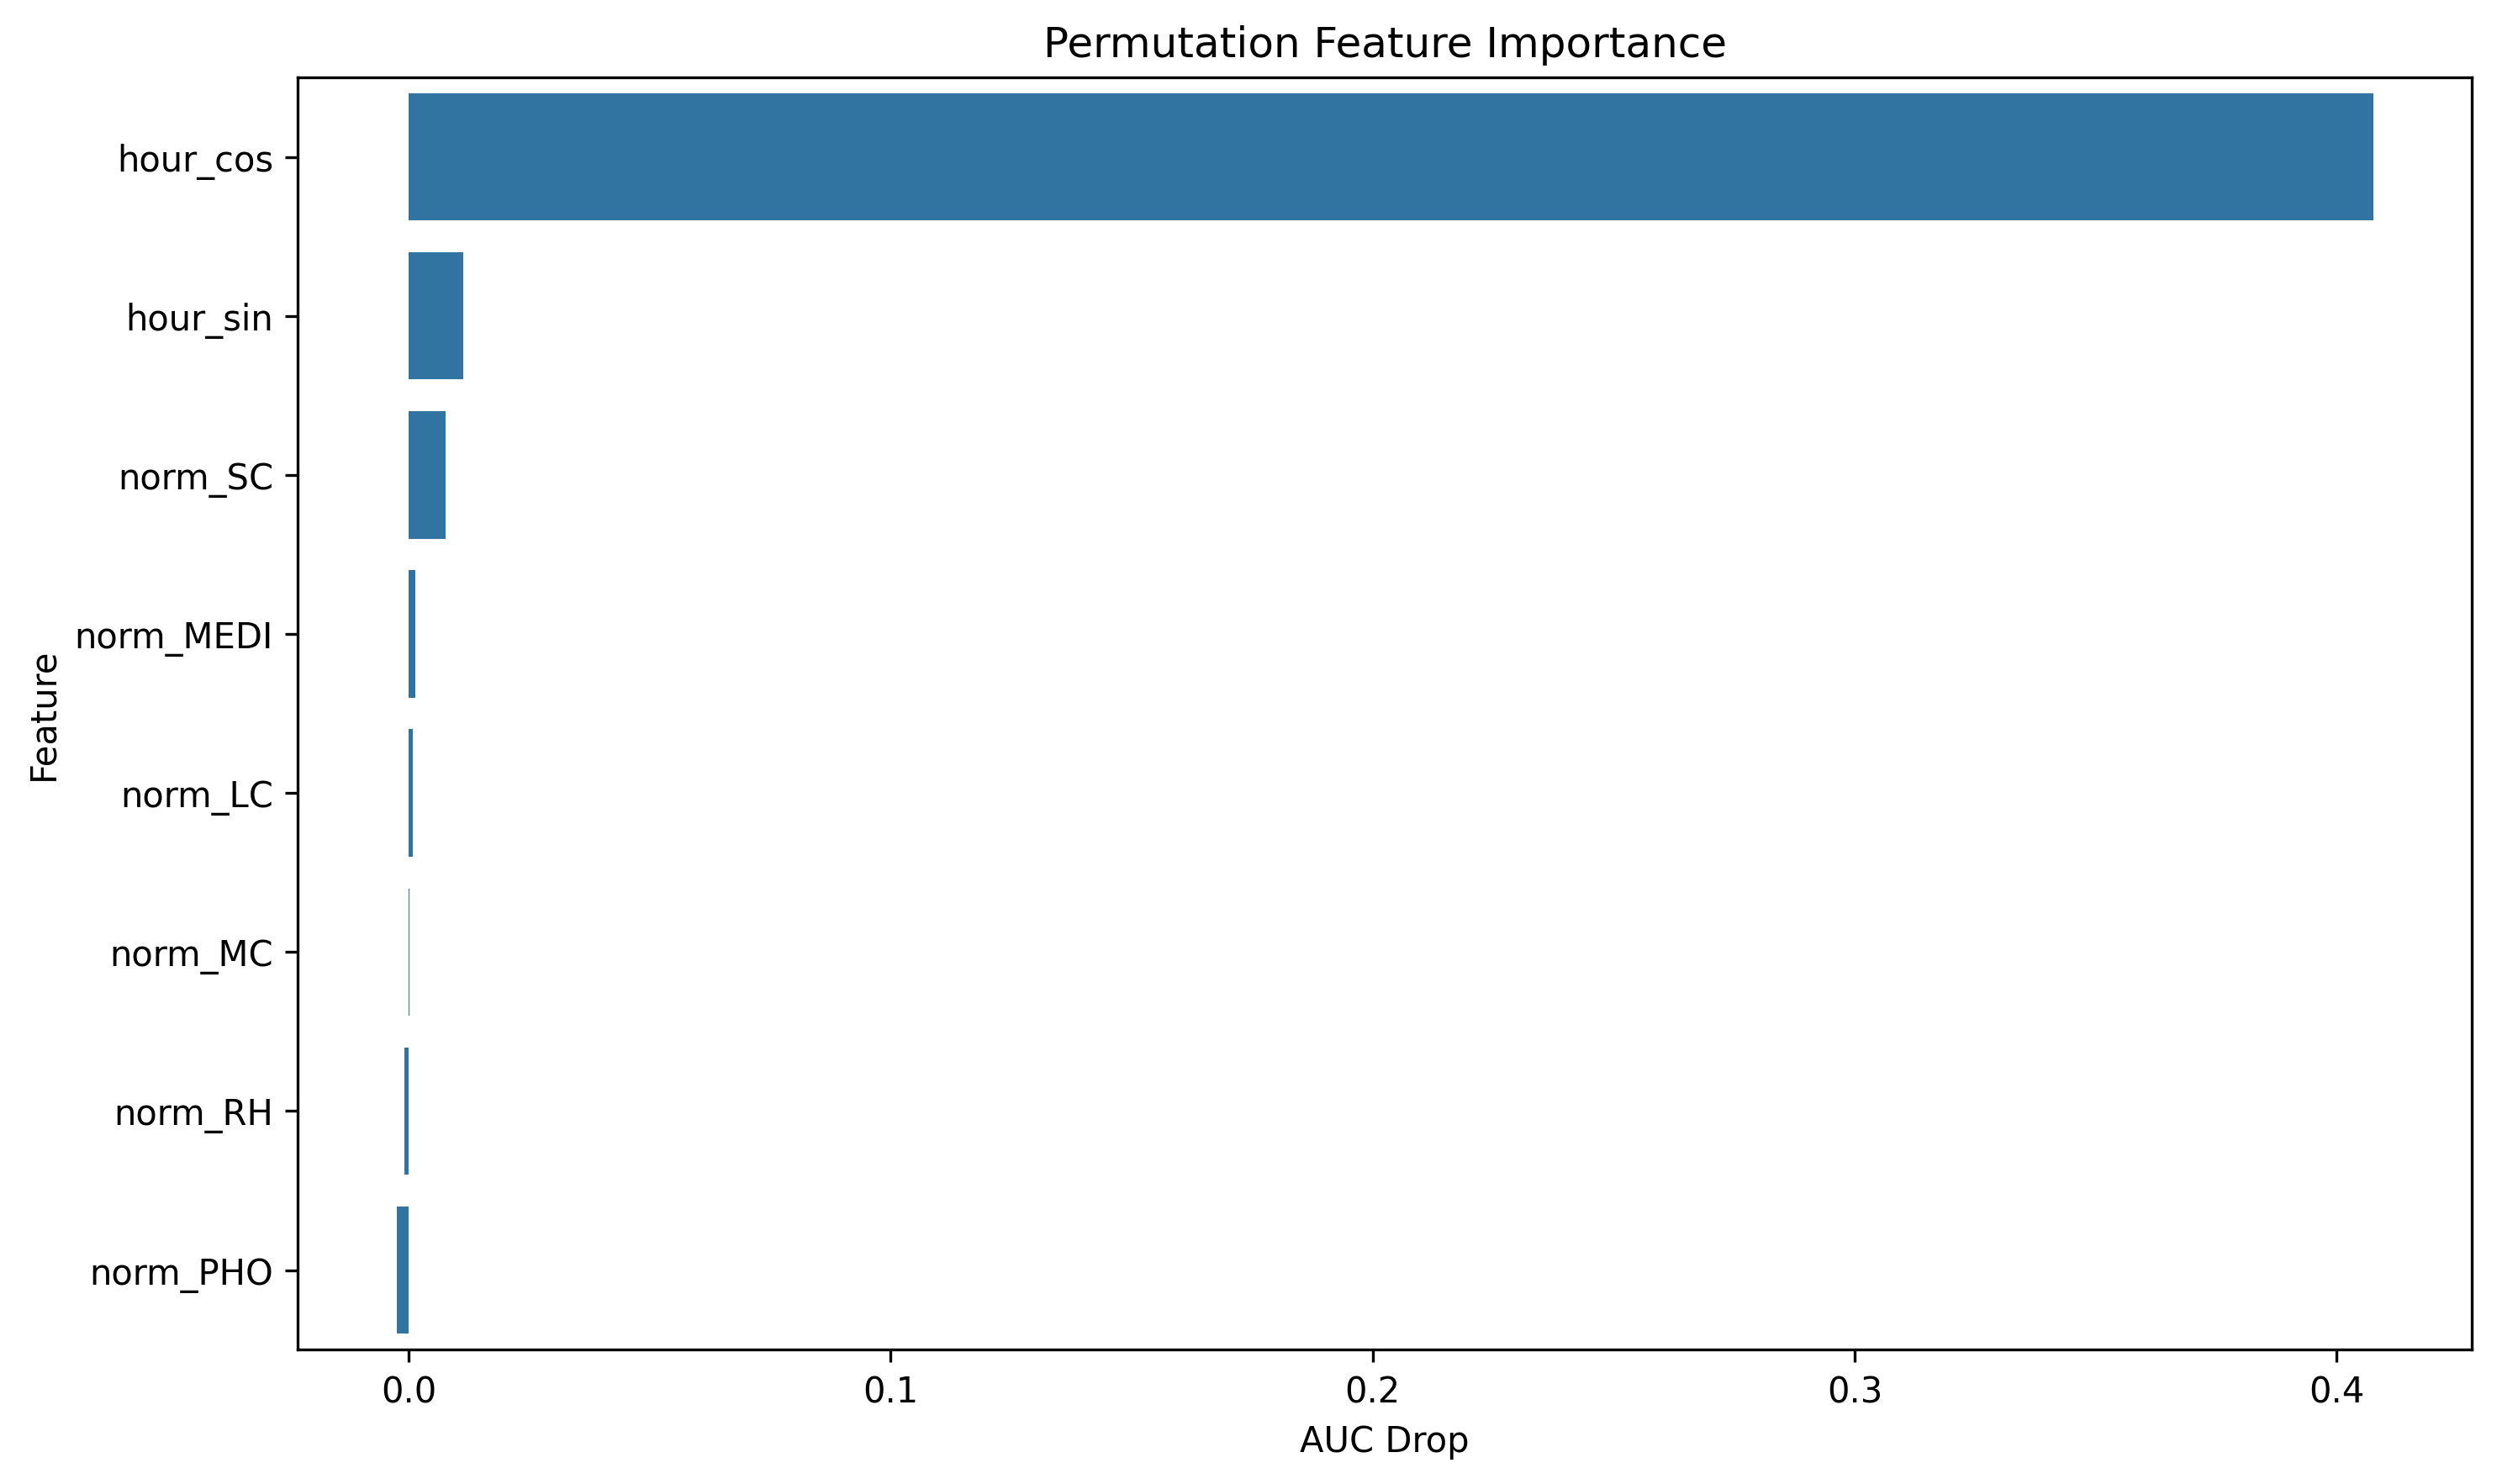 Permutation Feature Importance
hour_cos
hour_sin
norm_SC
norm_MEDI
norm_LC
norm_MC
norm_RH
norm_PHO
Feature
0.0 0.1 0.2 0.3 0.4
AUC Drop